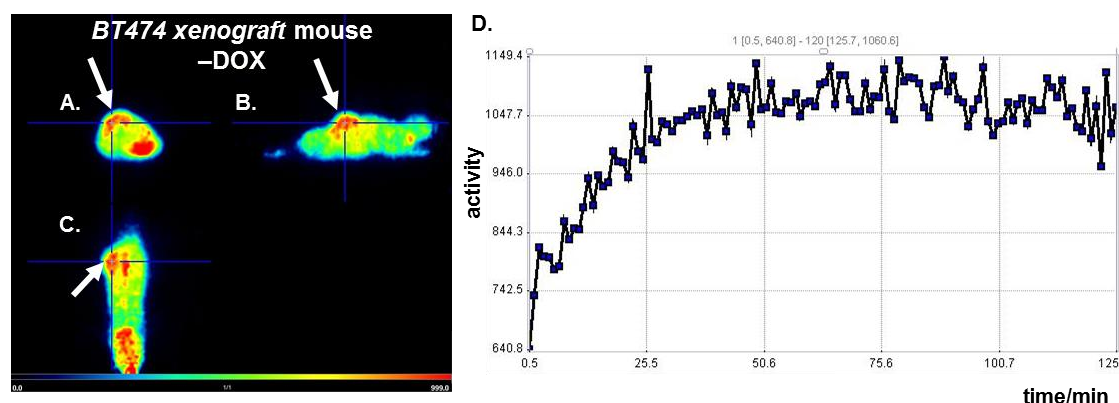 BT474 xenograft mouse
–DOX
A.
B.
C.
0.0
1/1
999.0
D.
1 [0.5, 640.8] - 120 [125.7, 1060.6]
activity
1149.4
1047.7
946.0
844.3
742.5
640.8
0.5
25.5
50.6
75.6
100.7
125
time/min